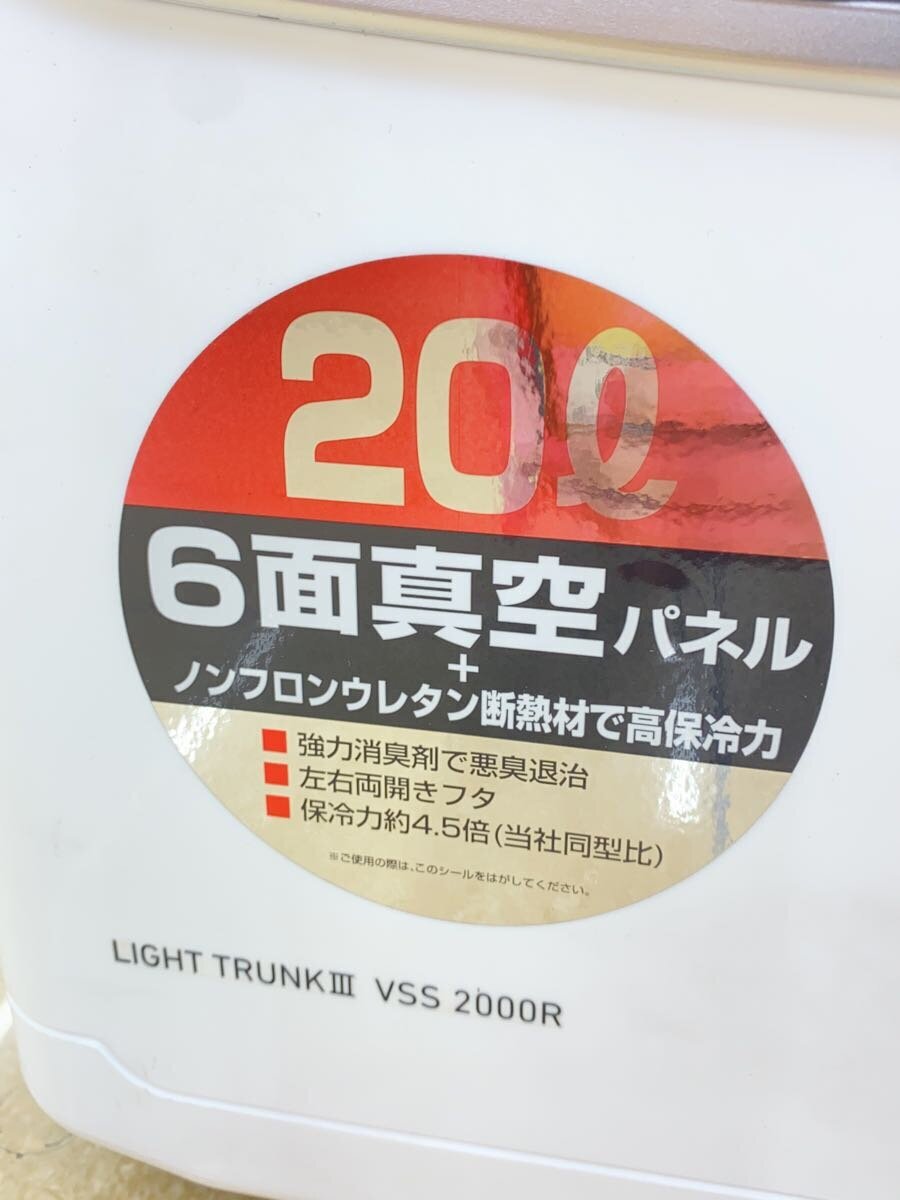 20ℓ
6面真空パネル
+
ノンフロンウレタン断熱材で高保冷力
■ 強力消臭剤で悪臭退治
■ 左右両開きフタ
■ 保冷力約4.5倍(当社同型比)
※ご使用の際は、このシールをはがしてください。
LIGHT TRUNKⅢ VSS 2000R